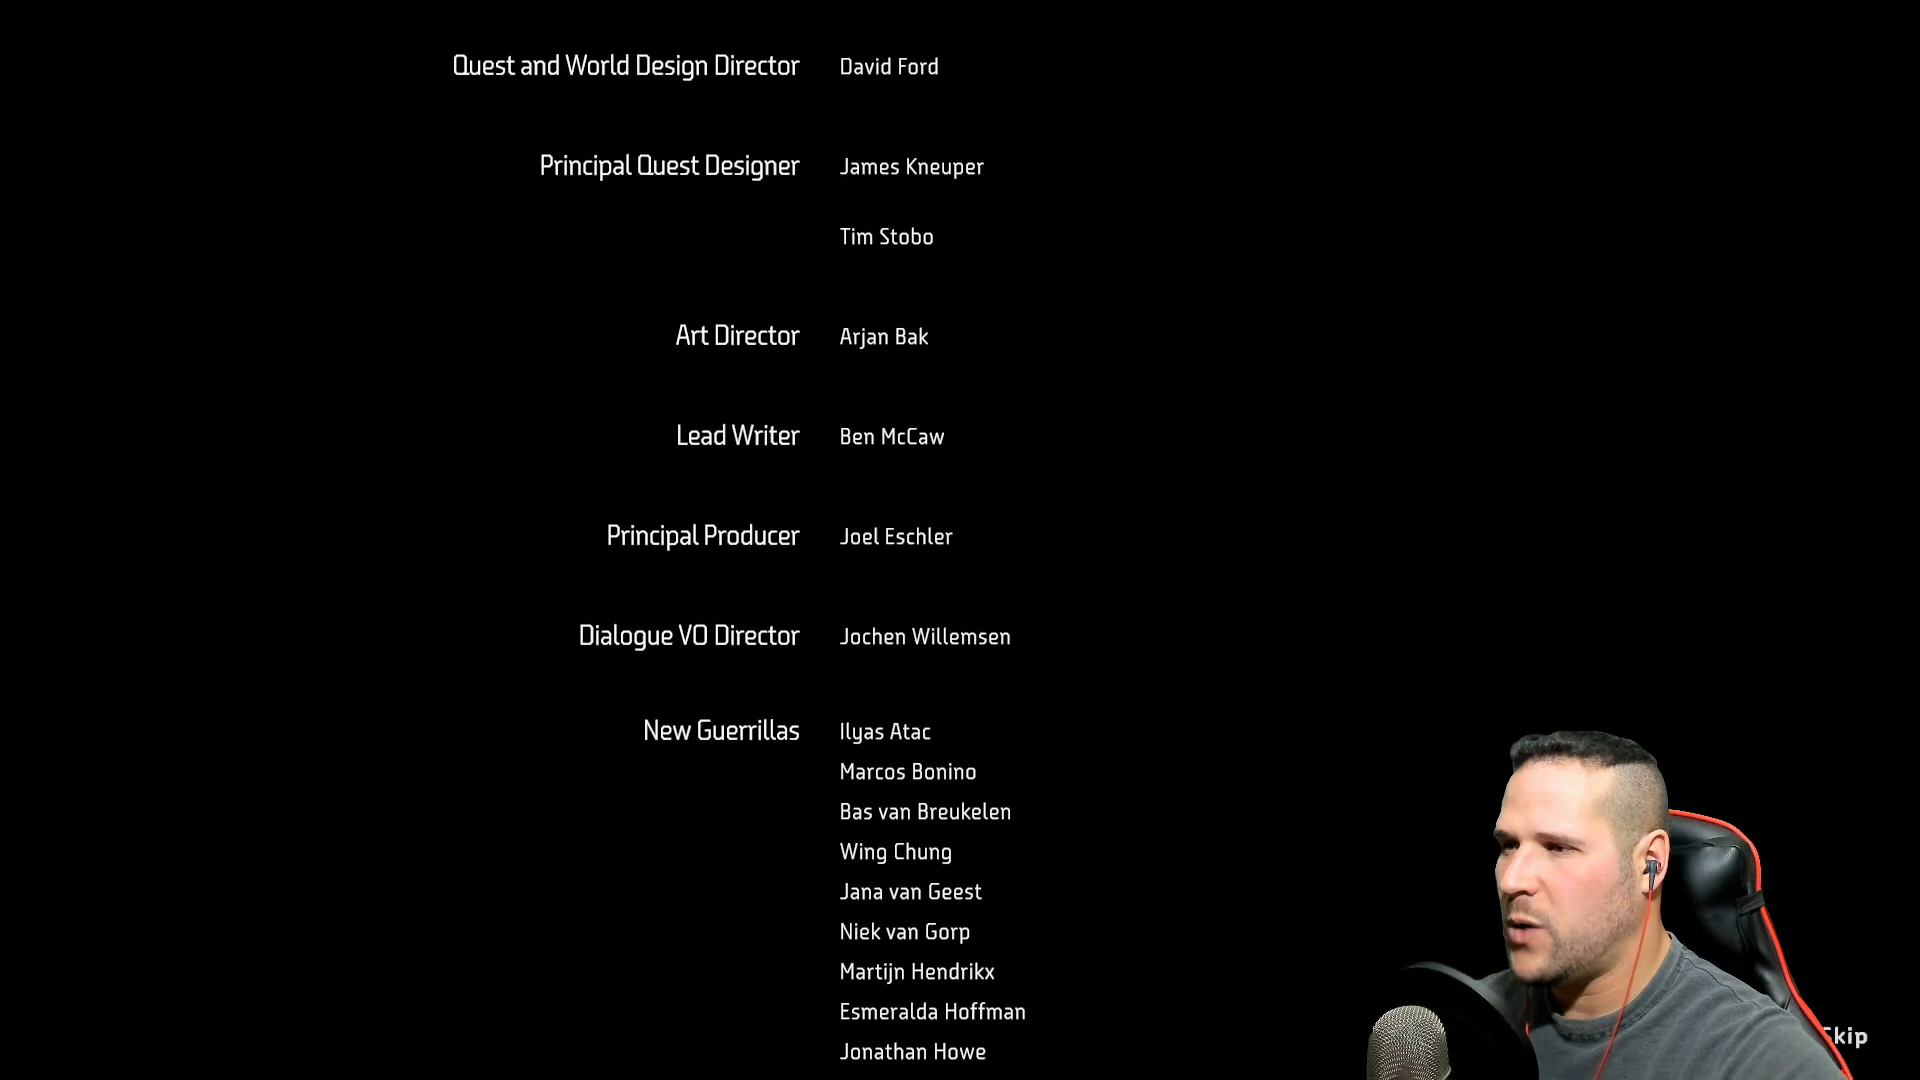 Quest and World Design Director David Ford
Principal Quest Designer James Kneuper
Tim Stobo
Art Director Arjan Bak
Lead Writer Ben McCaw
Principal Producer Joel Eschler
Dialogue VO Director Jochen Willemsen
New Guerrillas Ilyas Atac
Marcos Bonino
Bas van Breukelen
Wing Chung
Jana van Geest
Niek van Gorp
Martijn Hendrikx
Esmeralda Hoffman
Jonathan Howe
Skip